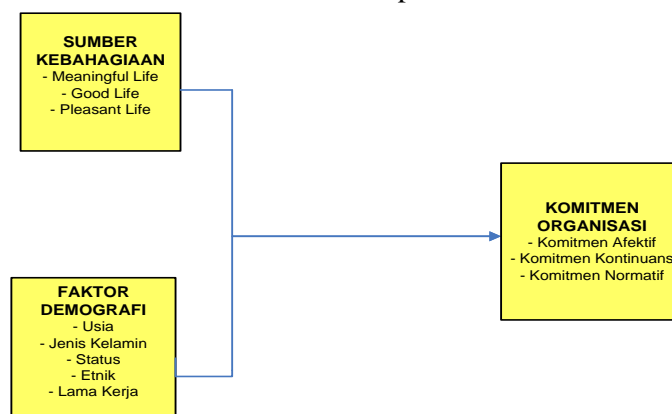 SUMBER
KEBAHAGIAAN
- Meaningful Life
- Good Life
- Pleasant Life
KOMITMEN
ORGANISASI
- Komitmen Afektif
- Komitmen Kontinuans
- Komitmen Normatif
FAKTOR
DEMOGRAFI
- Usia
- Jenis Kelamin
- Status
- Etnik
- Lama Kerja